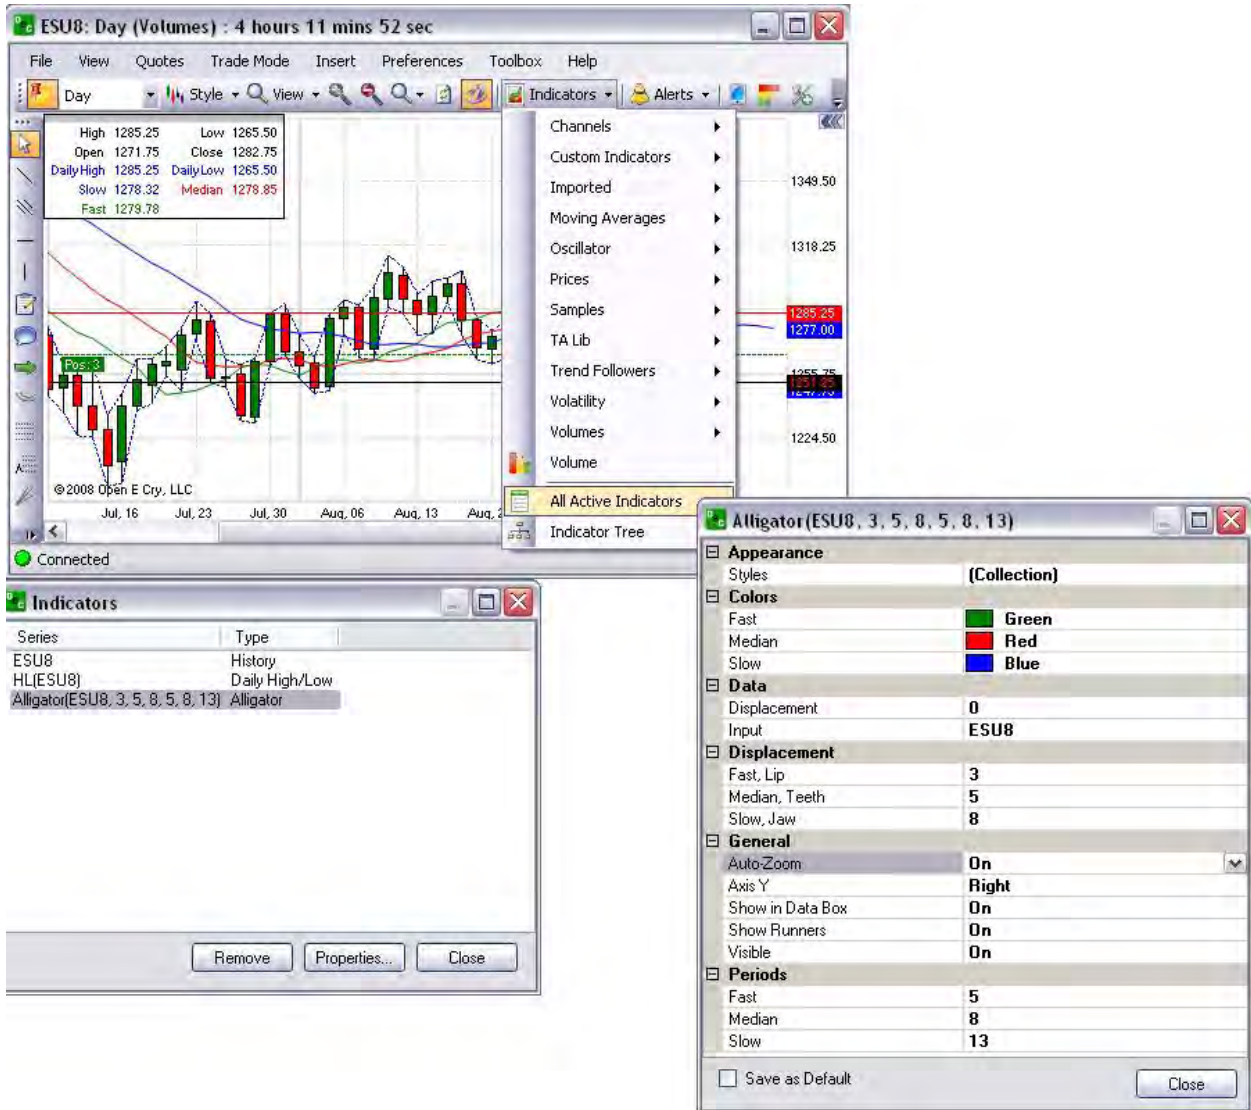 ESU8: Day (Volumes) : 4 hours 11 mins 52 sec
File View Quotes Trade Mode Insert Preferences Toolbox Help
Day Style View Indicators Alerts
High 1285.25 Low 1265.50
Open 1271.75 Close 1282.75
DailyHigh 1285.25 DailyLow 1265.50
Slow 1278.32 Median 1278.85
Fast 1279.78
Pos: 3
©2008 Open E Cry, LLC
Jul, 16 Jul, 23 Jul, 30 Aug, 06 Aug, 13 Aug,
Connected
Channels
Custom Indicators
Imported
Moving Averages
Oscillator
Prices
Samples
TA Lib
Trend Followers
Volatility
Volumes
Volume
All Active Indicators
Indicator Tree
1349.50
1318.25
1285.25
1277.00
1255.75
1251.25
1247.75
1224.50
Indicators
Series Type
ESU8 History
HL(ESU8) Daily High/Low
Alligator(ESU8, 3, 5, 8, 5, 8, 13) Alligator
Remove Properties... Close
Alligator(ESU8, 3, 5, 8, 5, 8, 13)
Appearance
Styles (Collection)
Colors
Fast Green
Median Red
Slow Blue
Data
Displacement 0
Input ESU8
Displacement
Fast, Lip 3
Median, Teeth 5
Slow, Jaw 8
General
Auto-Zoom On
Axis Y Right
Show in Data Box On
Show Runners On
Visible On
Periods
Fast 5
Median 8
Slow 13
Save as Default Close